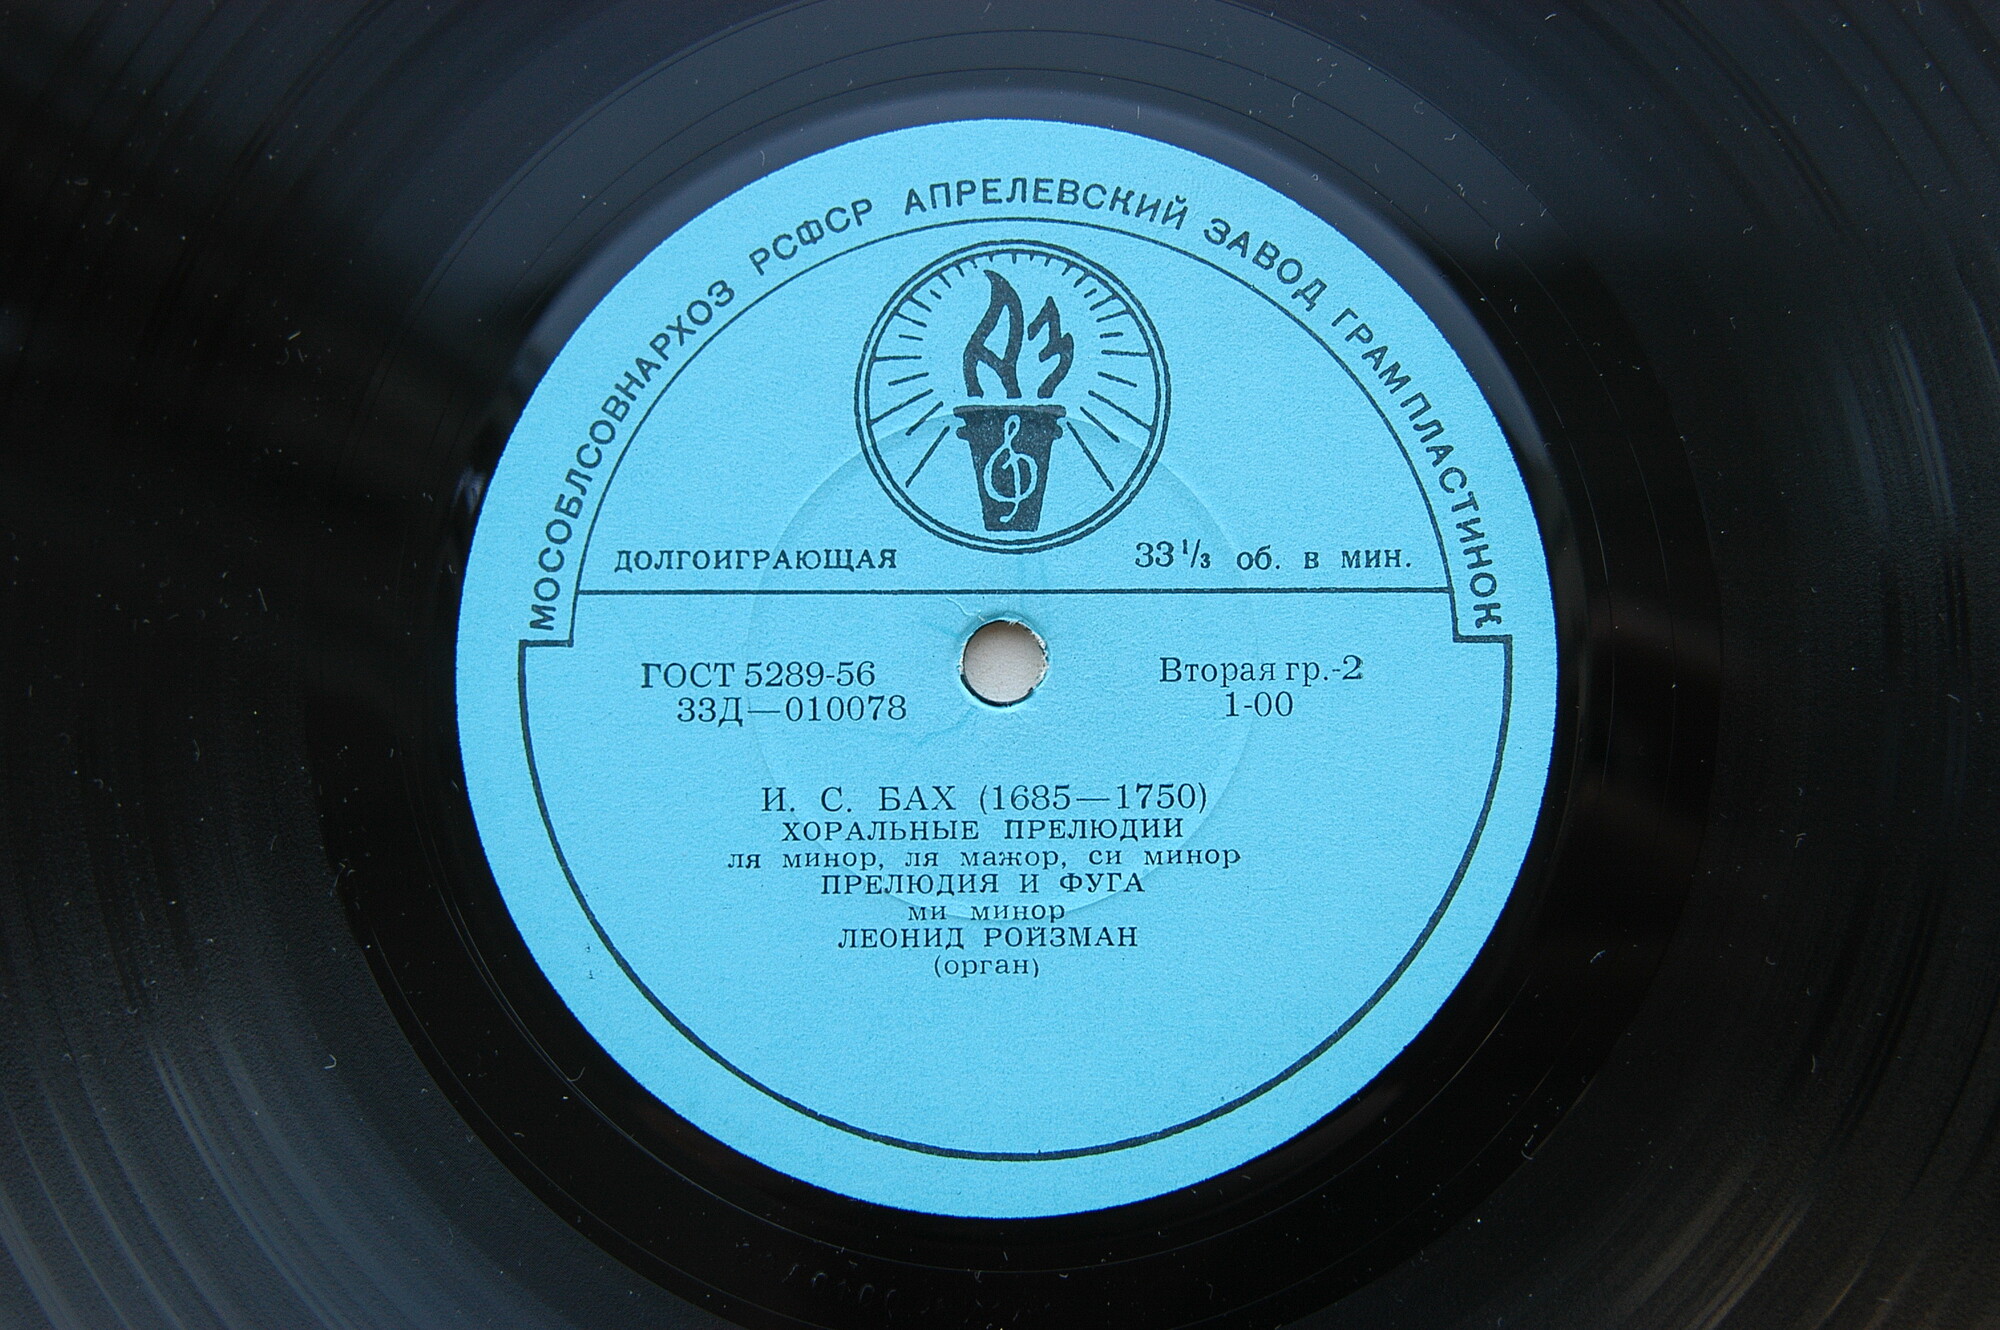 МОСОБЛСОВНАРХОЗ РСФСР АПРЕЛЕВСКИЙ ЗАВОД ГРАМПЛАСТИНОК
АЗ
ДОЛГОИГРАЮЩАЯ 33 1/3 об. в мин.
ГОСТ 5289-56 Вторая гр.-2
33Д—010078 1-00
И. С. БАХ (1685—1750)
ХОРАЛЬНЫЕ ПРЕЛЮДИИ
ля минор, ля мажор, си минор
ПРЕЛЮДИЯ И ФУГА
ми минор
ЛЕОНИД РОЙЗМАН
(орган)